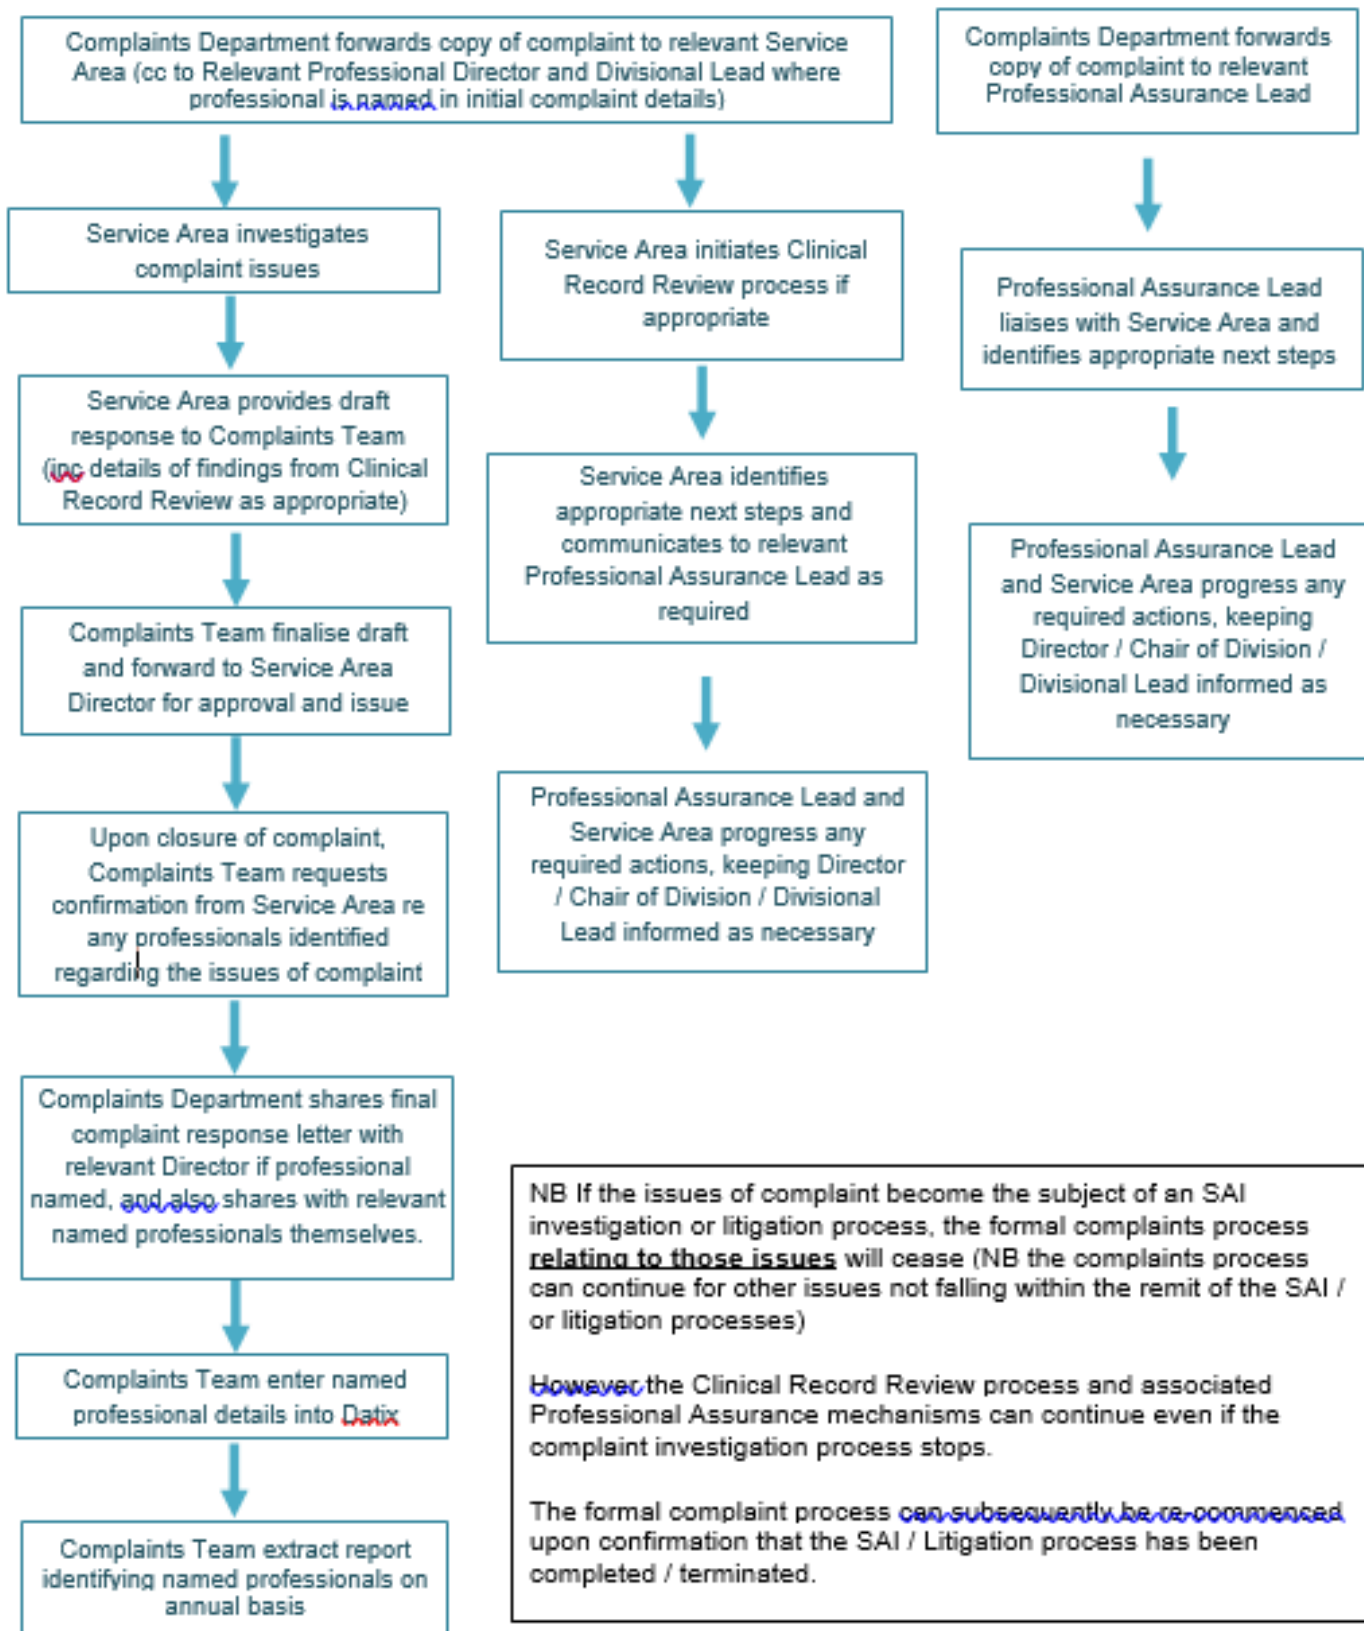 Complaints Department forwards copy of complaint to relevant Service
Area (cc to Relevant Professional Director and Divisional Lead where
professional is named in initial complaint details)
Service Area investigates
complaint issues
Service Area provides draft
response to Complaints Team
(inc details of findings from Clinical
Record Review as appropriate)
Complaints Team finalise draft
and forward to Service Area
Director for approval and issue
Upon closure of complaint,
Complaints Team requests
confirmation from Service Area re
any professionals identified
regarding the issues of complaint
Complaints Department shares final
complaint response letter with
relevant Director if professional
named, and also shares with relevant
named professionals themselves.
Complaints Team enter named
professional details into Datix
Complaints Team extract report
identifying named professionals on
annual basis
Service Area initiates Clinical
Record Review process if
appropriate
Service Area identifies
appropriate next steps and
communicates to relevant
Professional Assurance Lead as
required
Professional Assurance Lead and
Service Area progress any
required actions, keeping Director
/ Chair of Division / Divisional
Lead informed as necessary
Complaints Department forwards
copy of complaint to relevant
Professional Assurance Lead
Professional Assurance Lead
liaises with Service Area and
identifies appropriate next steps
Professional Assurance Lead
and Service Area progress any
required actions, keeping
Director / Chair of Division /
Divisional Lead informed as
necessary
NB If the issues of complaint become the subject of an SAI
investigation or litigation process, the formal complaints process
relating to those issues will cease (NB the complaints process
can continue for other issues not falling within the remit of the SAI /
or litigation processes)
However the Clinical Record Review process and associated
Professional Assurance mechanisms can continue even if the
complaint investigation process stops.
The formal complaint process can subsequently be re-commenced
upon confirmation that the SAI / Litigation process has been
completed / terminated.